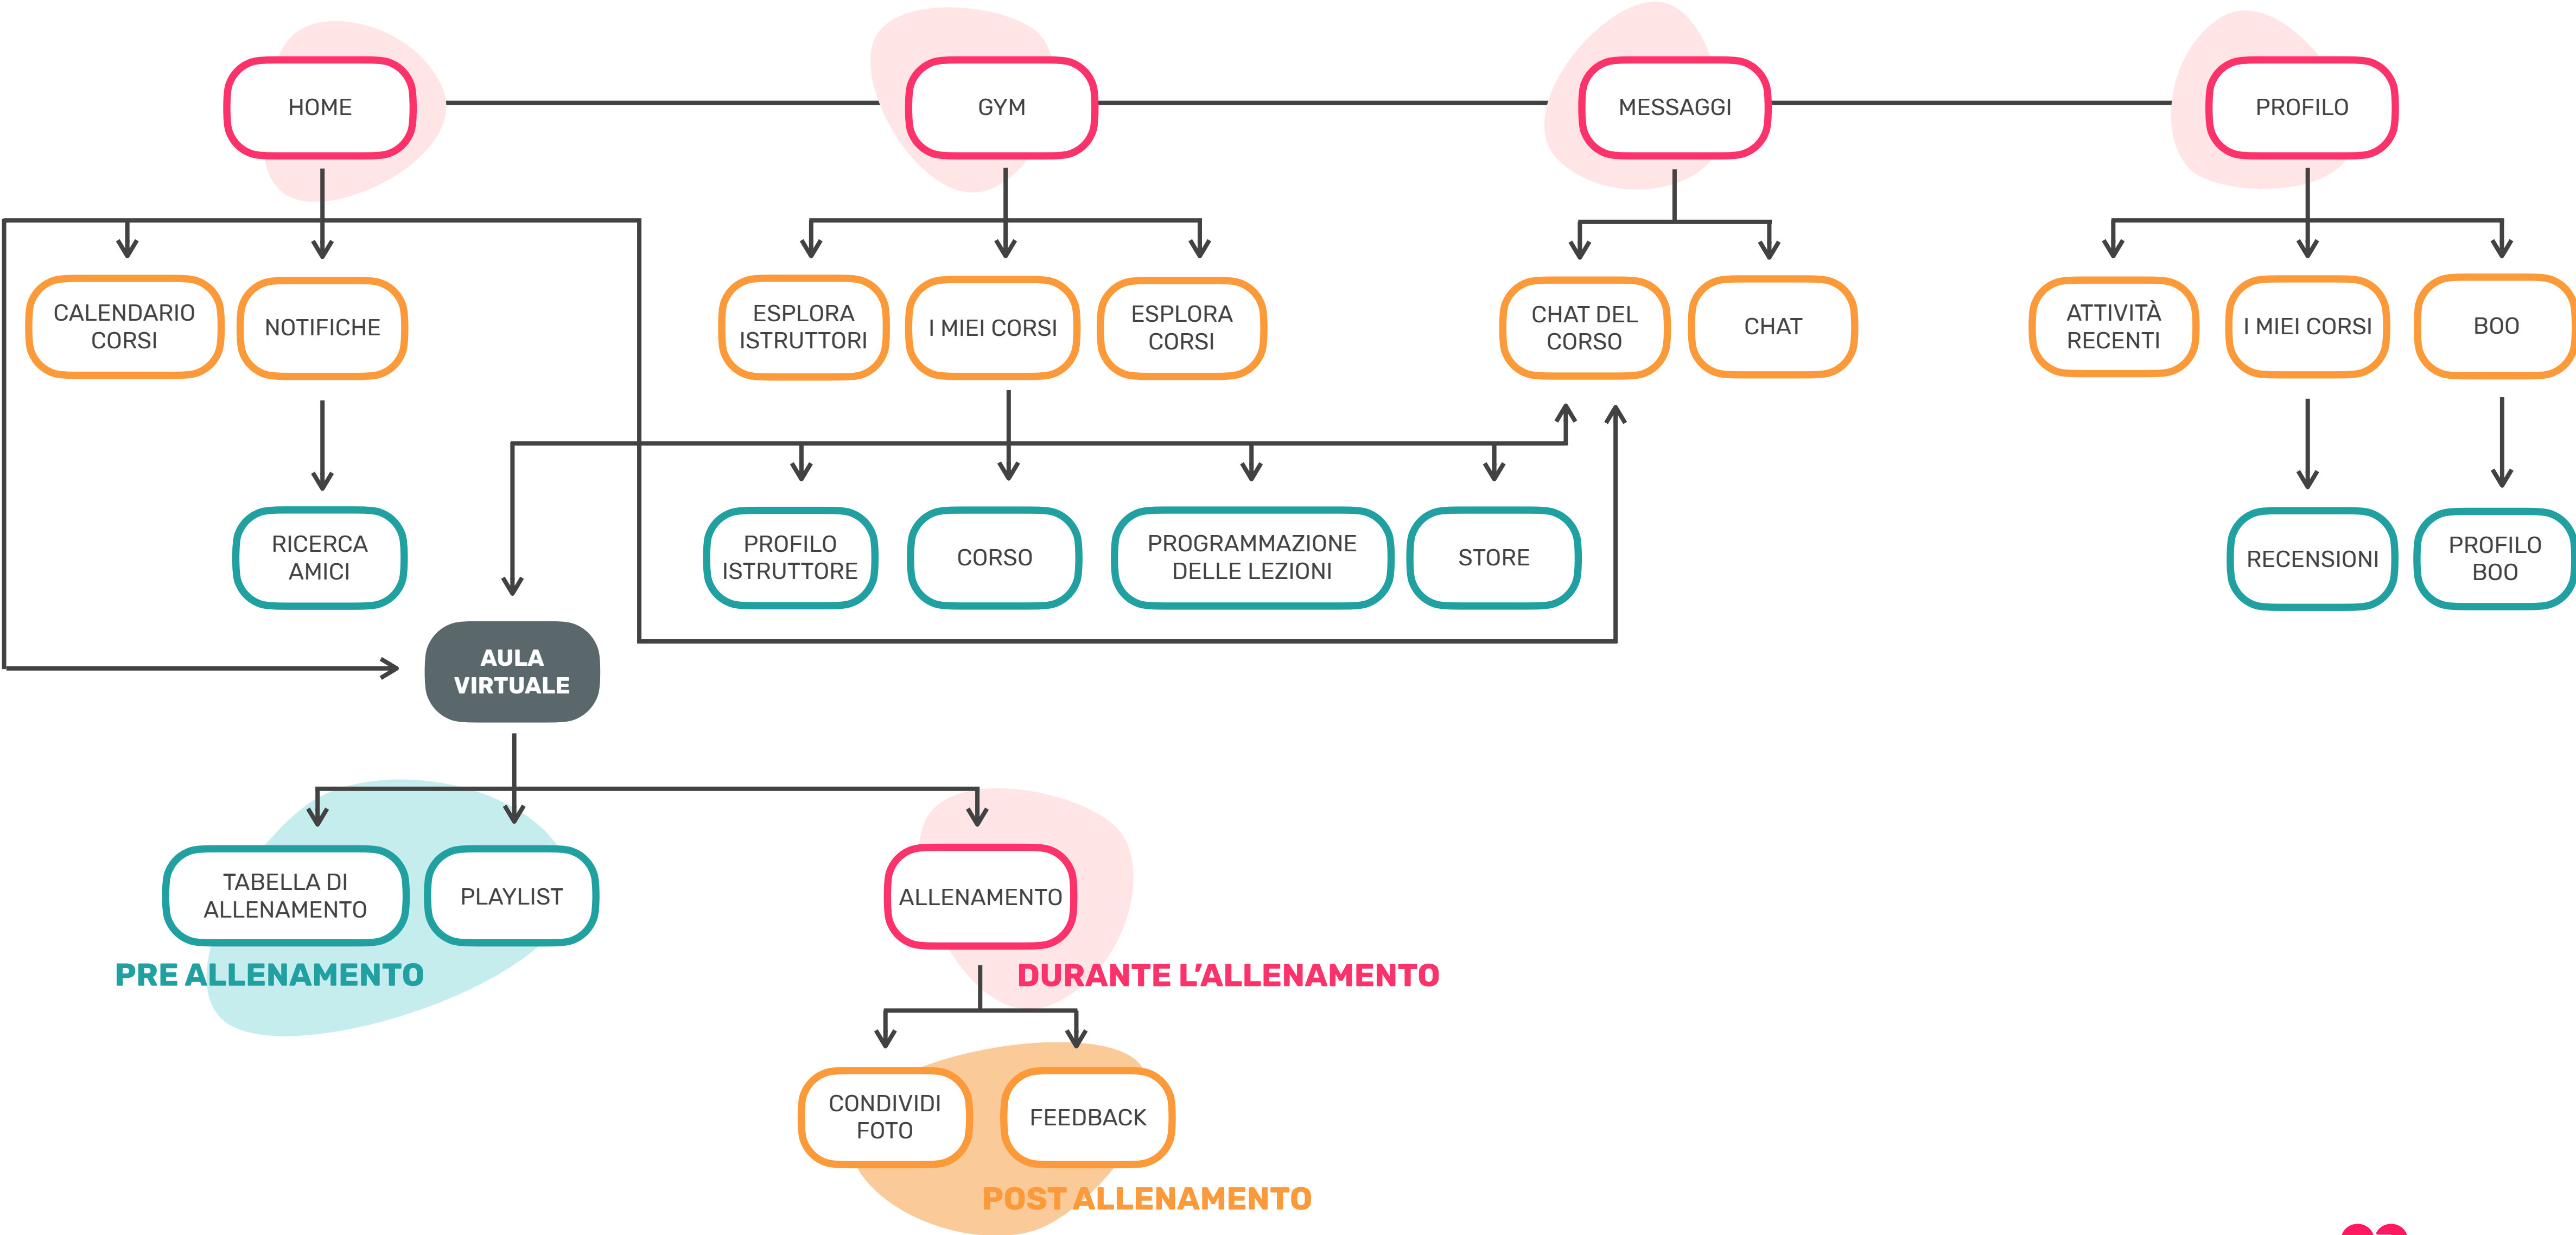 HOME
GYM
MESSAGGI
PROFILO
CALENDARIO
CORSI
NOTIFICHE
ESPLORA
ISTRUTTORI
I MIEI CORSI
ESPLORA
CORSI
CHAT DEL
CORSO
CHAT
ATTIVITÀ
RECENTI
I MIEI CORSI
BOO
RICERCA
AMICI
PROFILO
ISTRUTTORE
CORSO
PROGRAMMAZIONE
DELLE LEZIONI
STORE
RECENSIONI
PROFILO
BOO
AULA
VIRTUALE
TABELLA DI
ALLENAMENTO
PLAYLIST
ALLENAMENTO
PRE ALLENAMENTO
DURANTE L’ALLENAMENTO
CONDIVIDI
FOTO
FEEDBACK
POST ALLENAMENTO